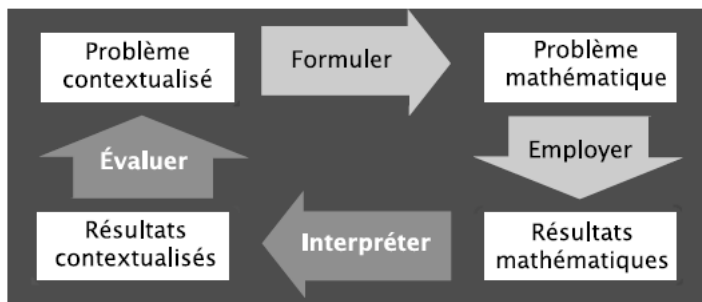 Problème
contextualisé
Formuler
Problème
mathématique
Employer
Résultats
mathématiques
Interpréter
Résultats
contextualisés
Évaluer